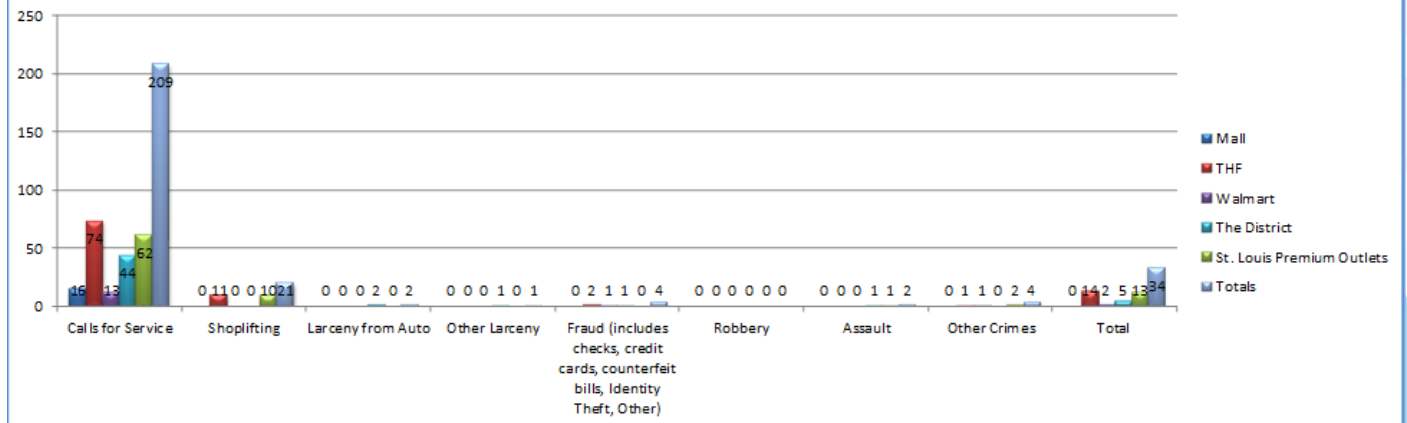 250
200
150
100
50
0
16 74 13 44 62 209
0 11 0 0 10 21
0 0 0 2 0 2
0 0 0 1 0 1
0 2 1 1 0 4
0 0 0 0 0 0
0 0 0 1 1 2
0 1 1 0 2 4
0 14 2 5 13 34
Calls for Service
Shoplifting
Larceny from Auto
Other Larceny
Fraud (includes
checks, credit
cards, counterfeit
bills, Identity
Theft, Other)
Robbery
Assault
Other Crimes
Total
Mall
THF
Walmart
The District
St. Louis Premium Outlets
Totals